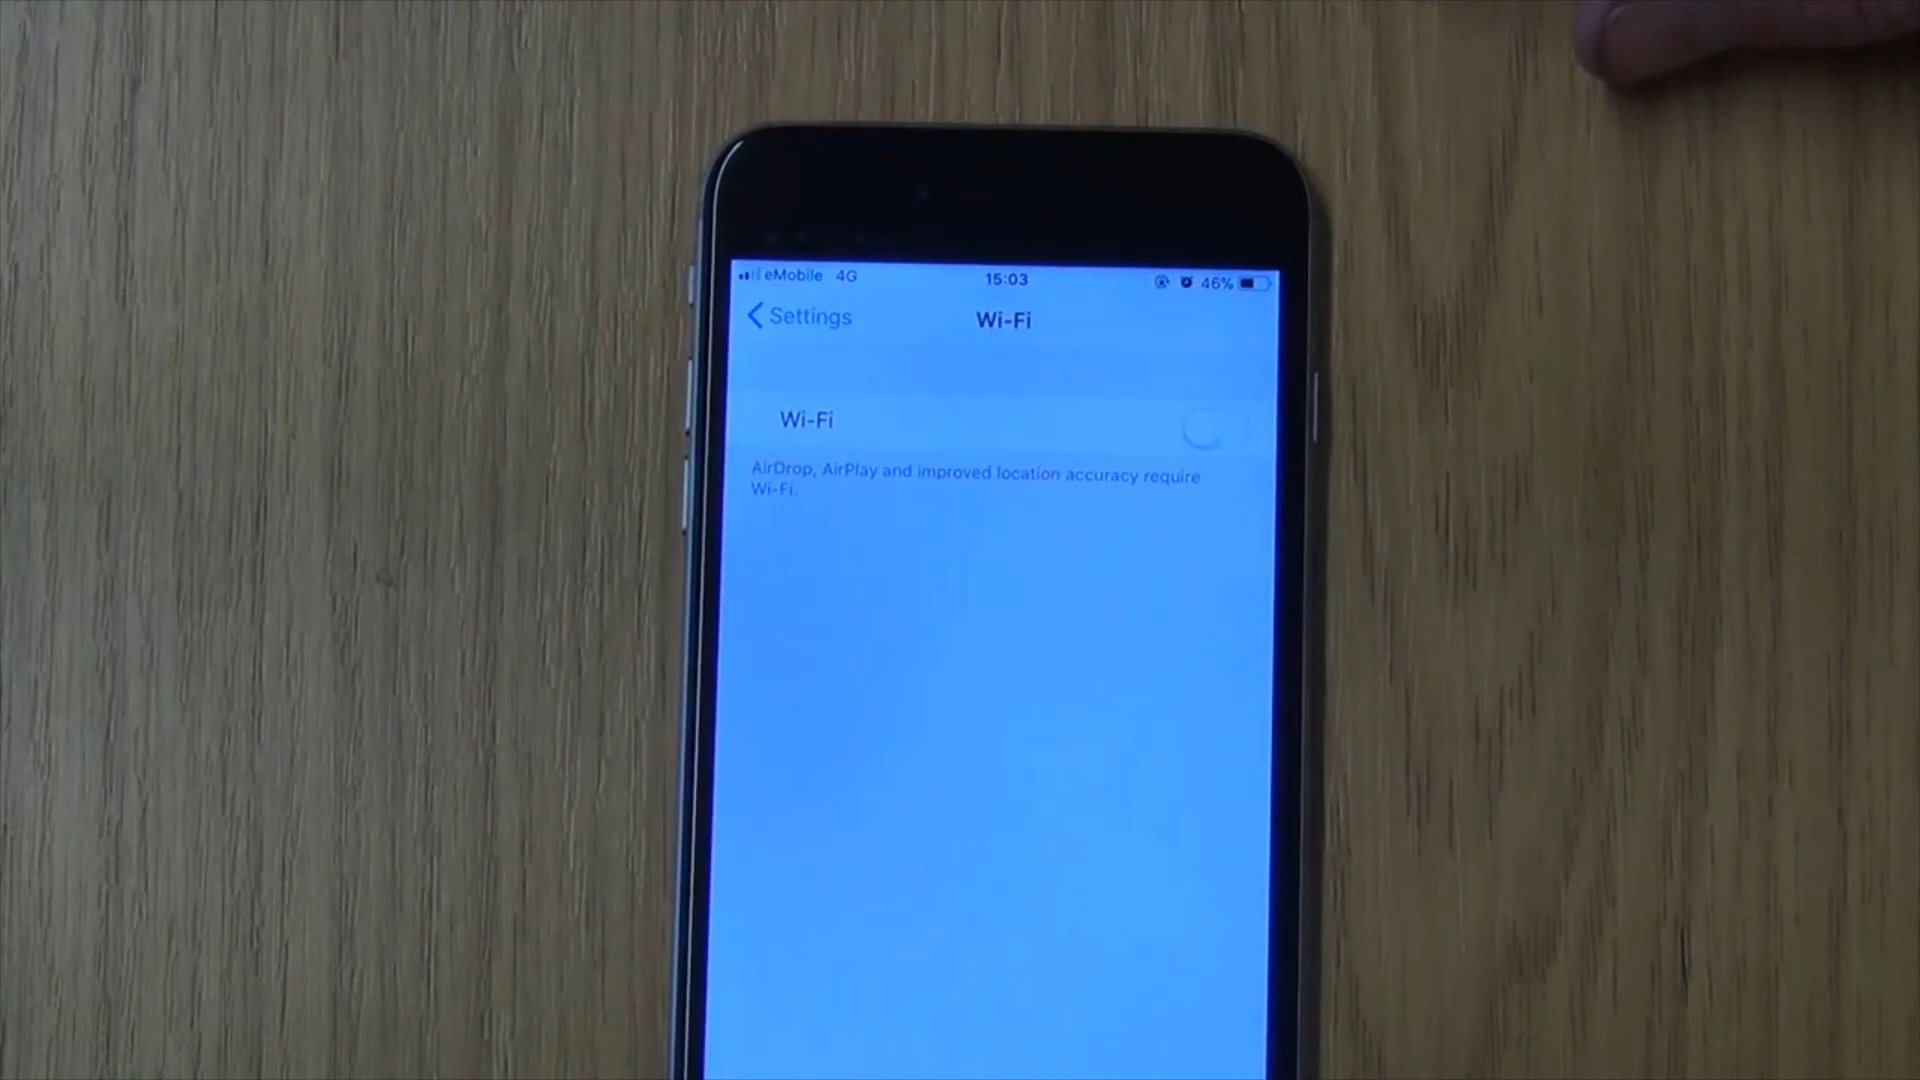 eMobile 4G 15:03 46%
Settings Wi-Fi
Wi-Fi
AirDrop, AirPlay and improved location accuracy require
Wi-Fi.